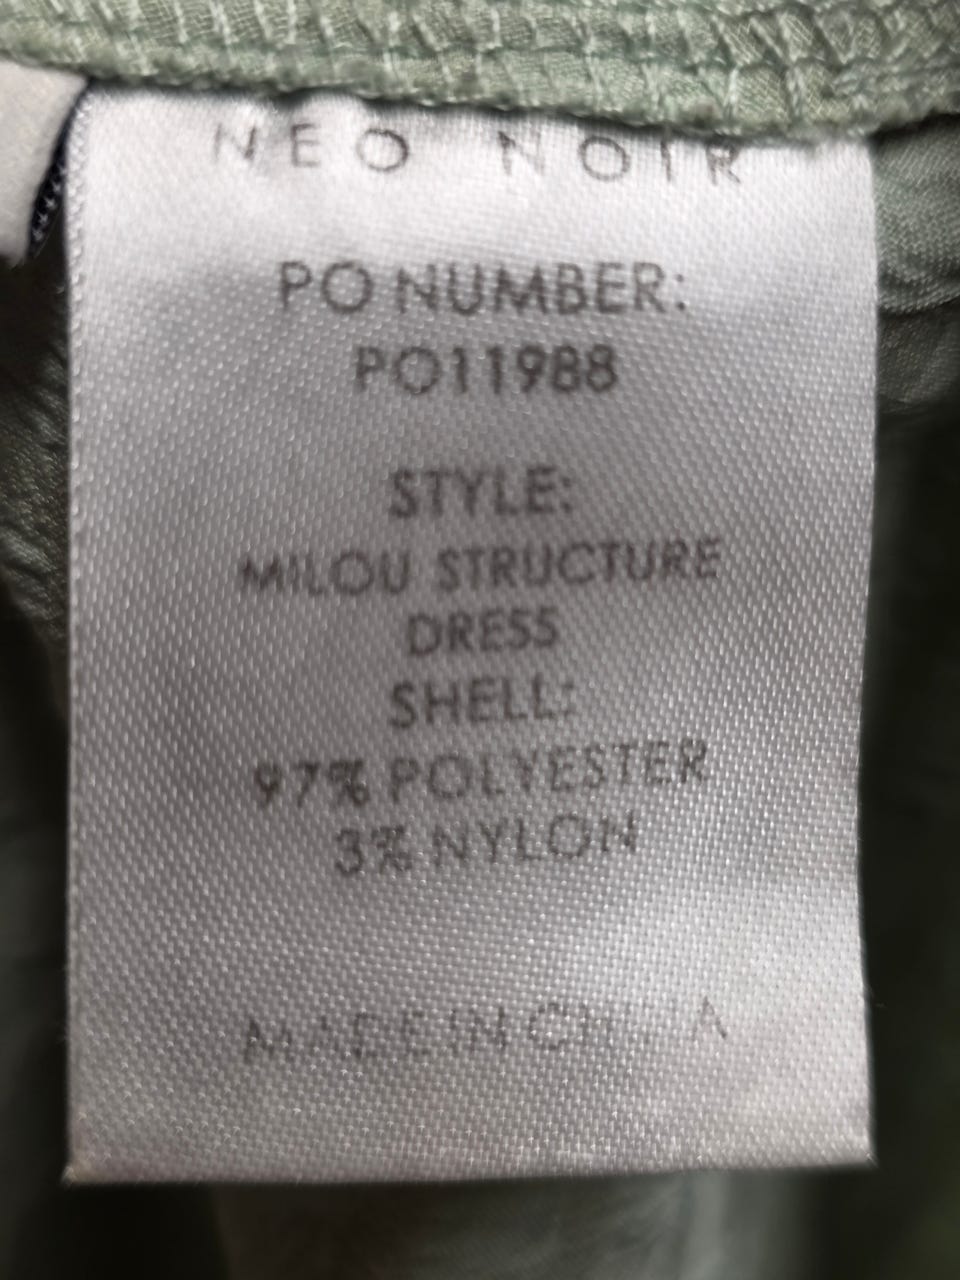 NEO NOIR
PO NUMBER:
PO11988
STYLE:
MILOU STRUCTURE
DRESS
SHELL:
97% POLYESTER
3% NYLON
MADE IN CHINA